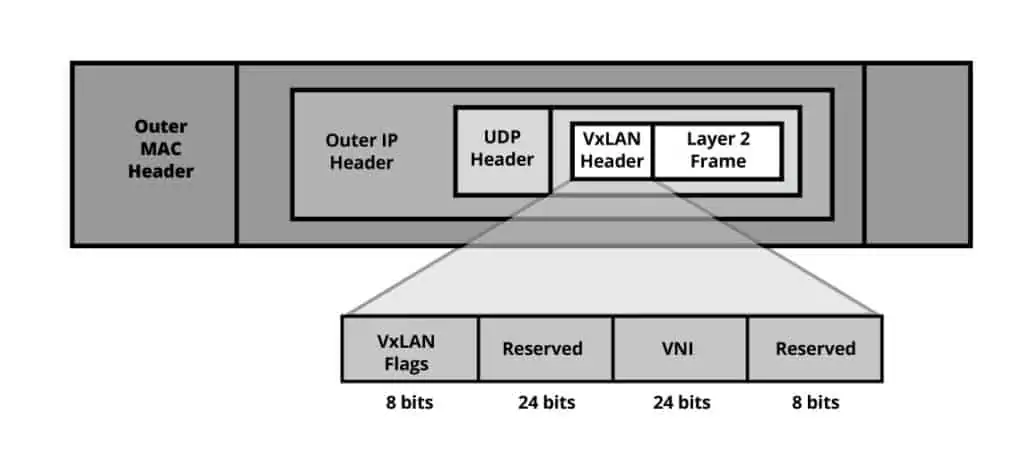 Outer
MAC
Header
Outer IP
Header
UDP
Header
VxLAN
Header
Layer 2
Frame
VxLAN
Flags
Reserved
VNI
Reserved
8 bits
24 bits
24 bits
8 bits